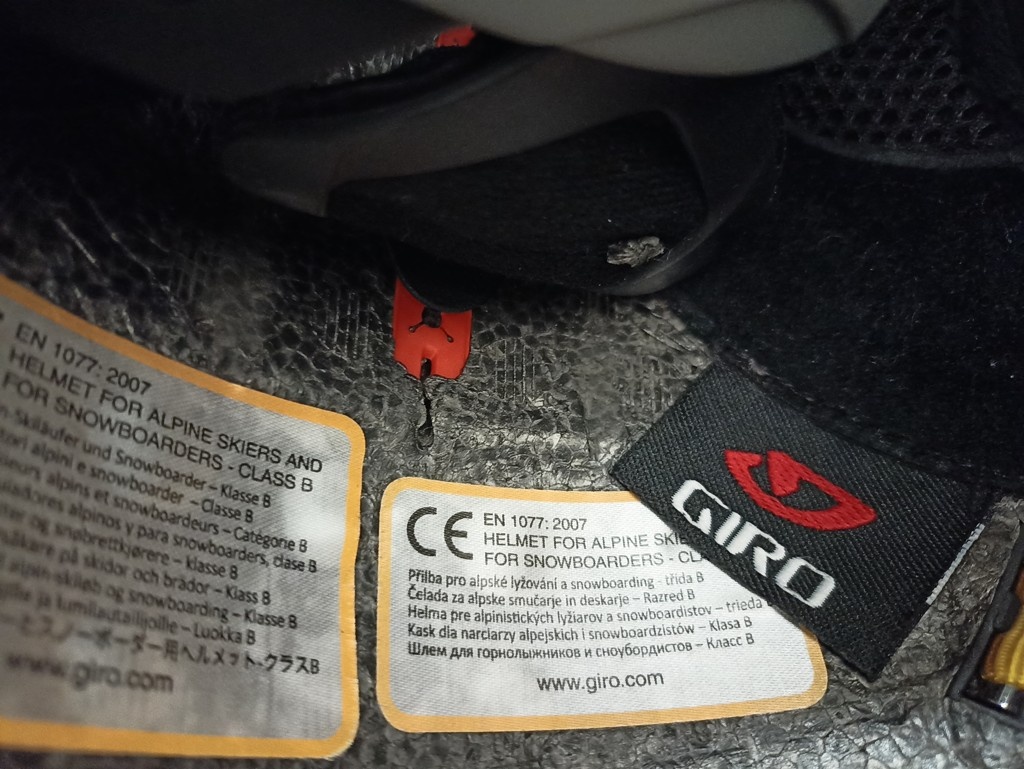 EN 1077: 2007
HELMET FOR ALPINE SKIERS AND
FOR SNOWBOARDERS - CLASS B
Skiläufer und Snowboarder – Klasse B
alpini e snowboarder – Classe B
alpins et snowboardeurs – Catégorie B
alpinos y para snowboarders, clase B
og snøbrettkjørere – klasse B
på skidor och brädor – Klass B
og snowboarding – Klasse B
ja lumilautailijoille – Luokka B
ボーダー用ヘルメット-クラスB
www.giro.com
CE EN 1077: 2007
HELMET FOR ALPINE
FOR SNOWBOARDERS -
Přilba pro alpské lyžování a snowboarding - třída B
Čelada za alpske smučarje in deskarje – Razred B
Helma pre alpinistických lyžiarov a snowboardistov – trieda
Kask dla narciarzy alpejskich i snowboardzistów – Klasa B
Шлем для горнолыжников и сноубордистов – Класс B
www.giro.com
GIRO